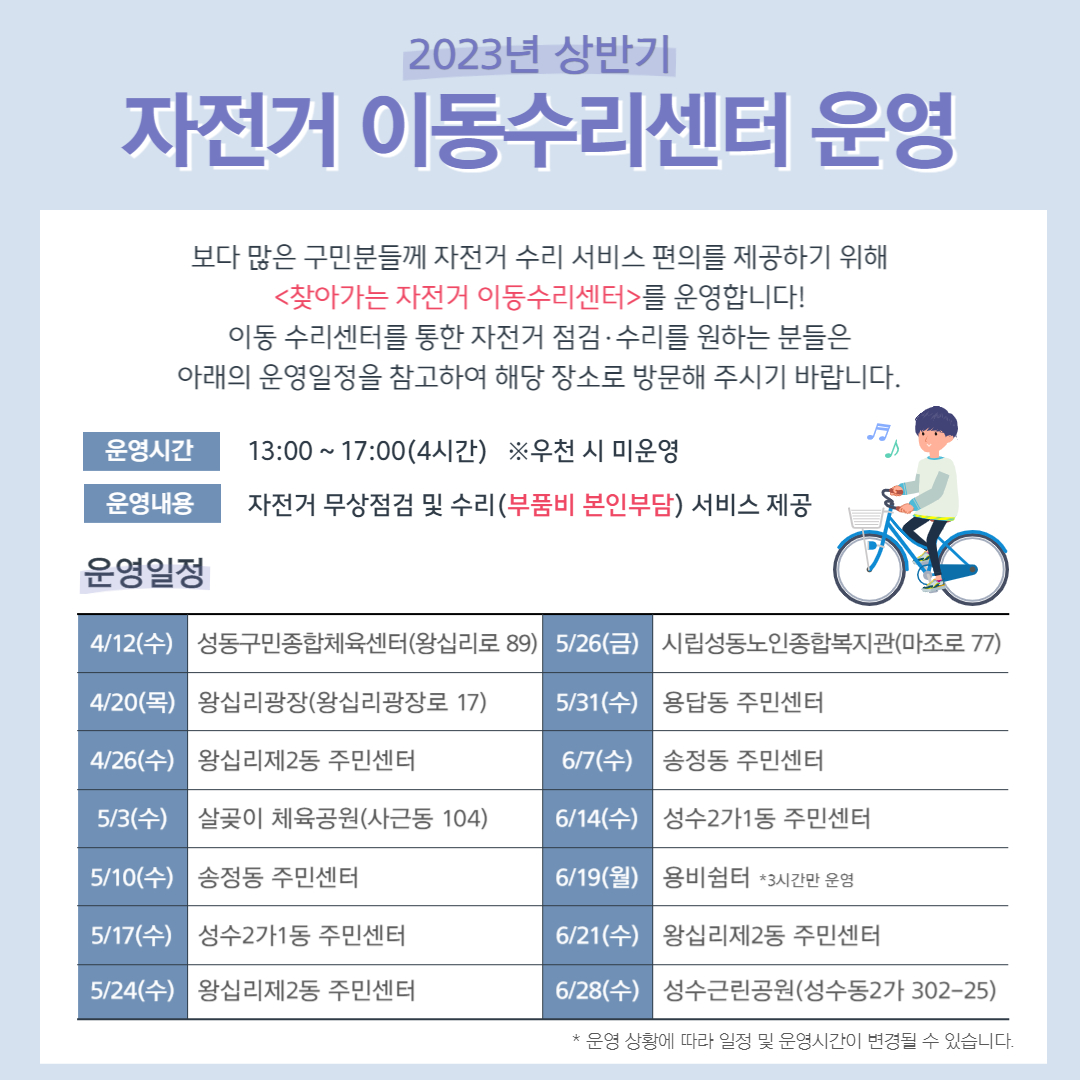 2023년 상반기
자전거 이동수리센터 운영
보다 많은 구민분들께 자전거 수리 서비스 편의를 제공하기 위해
<찾아가는 자전거 이동수리센터>를 운영합니다!
이동 수리센터를 통한 자전거 점검·수리를 원하는 분들은
아래의 운영일정을 참고하여 해당 장소로 방문해 주시기 바랍니다.
운영시간 13:00 ~ 17:00(4시간) ※우천 시 미운영
운영내용 자전거 무상점검 및 수리(부품비 본인부담) 서비스 제공
운영일정
4/12(수) 성동구민종합체육센터(왕십리로 89) 5/26(금) 시립성동노인종합복지관(마조로 77)
4/20(목) 왕십리광장(왕십리광장로 17) 5/31(수) 용답동 주민센터
4/26(수) 왕십리제2동 주민센터 6/7(수) 송정동 주민센터
5/3(수) 살곶이 체육공원(사근동 104) 6/14(수) 성수2가1동 주민센터
5/10(수) 송정동 주민센터 6/19(월) 용비쉼터 *3시간만 운영
5/17(수) 성수2가1동 주민센터 6/21(수) 왕십리제2동 주민센터
5/24(수) 왕십리제2동 주민센터 6/28(수) 성수근린공원(성수동2가 302-25)
* 운영 상황에 따라 일정 및 운영시간이 변경될 수 있습니다.